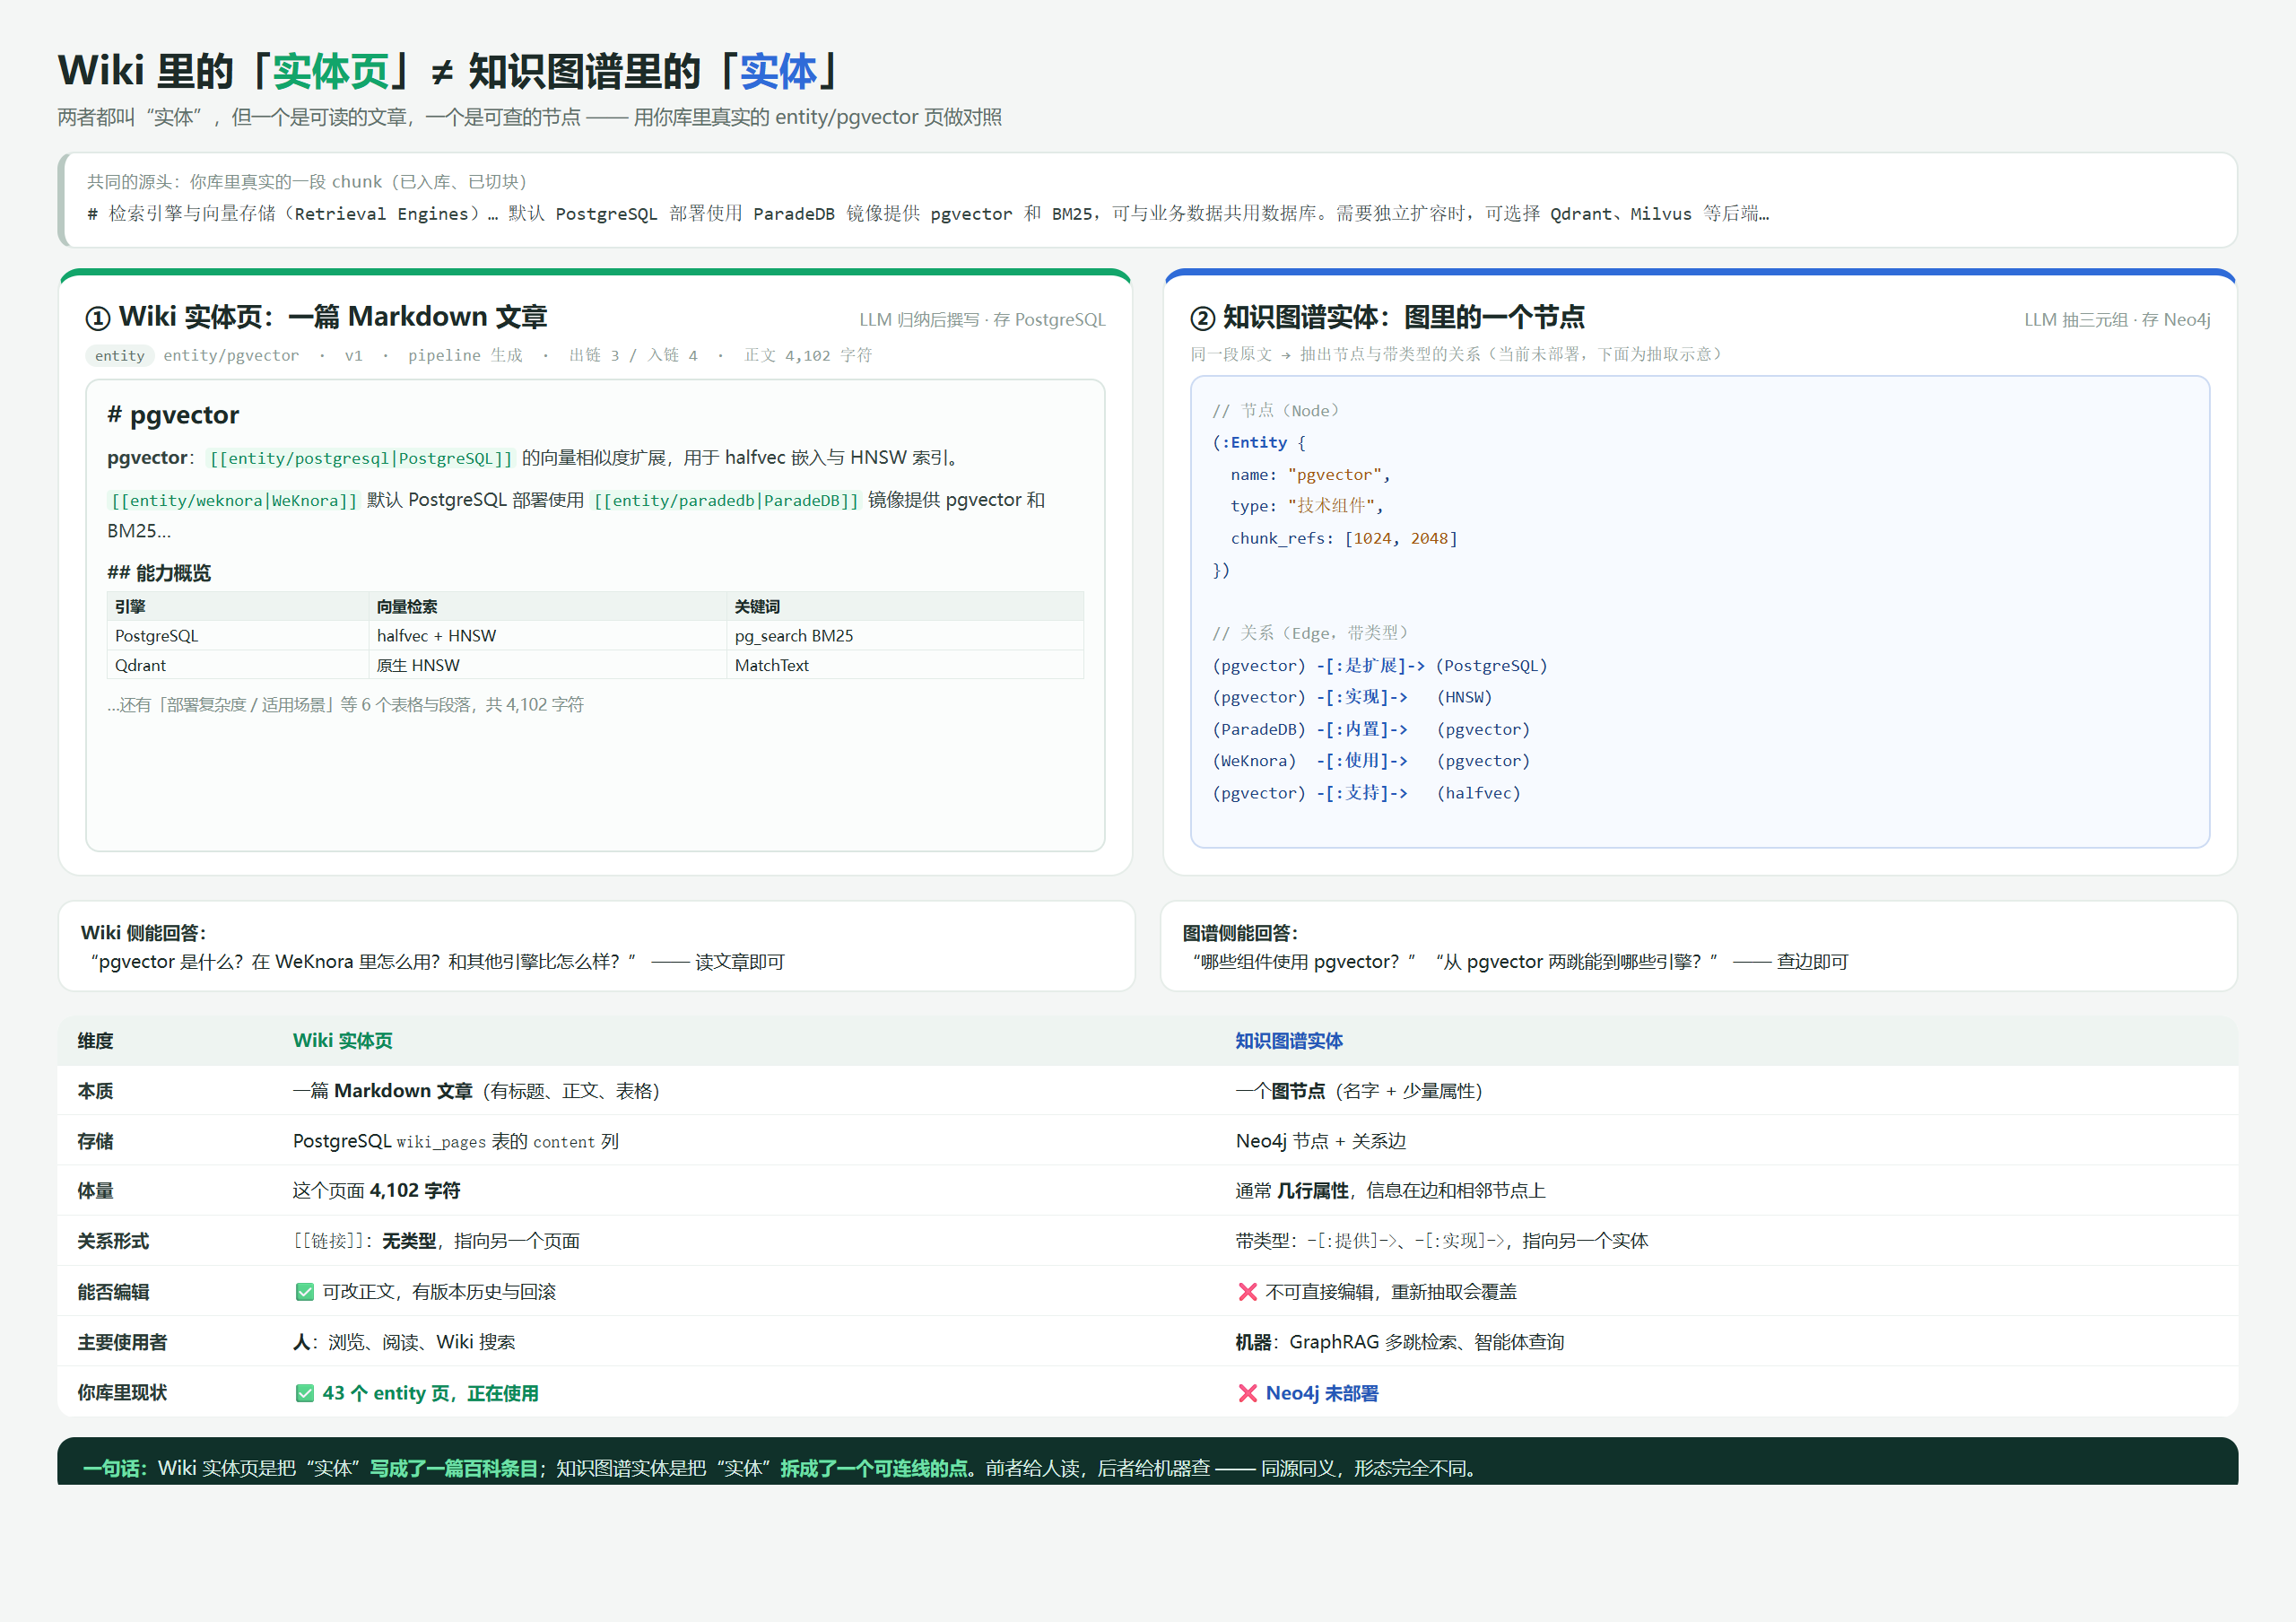 Wiki 里的「实体页」≠ 知识图谱里的「实体」
两者都叫“实体”，但一个是可读的文章，一个是可查的节点 —— 用你库里真实的 entity/pgvector 页做对照
共同的源头：你库里真实的一段 chunk（已入库、已切块）
# 检索引擎与向量存储（Retrieval Engines）… 默认 PostgreSQL 部署使用 ParadeDB 镜像提供 pgvector 和 BM25，可与业务数据共用数据库。需要独立扩容时，可选择 Qdrant、Milvus 等后端…
① Wiki 实体页：一篇 Markdown 文章
LLM 归纳后撰写 · 存 PostgreSQL
entity entity/pgvector · v1 · pipeline 生成 · 出链 3 / 入链 4 · 正文 4,102 字符
# pgvector
pgvector：[[entity/postgresql|PostgreSQL]] 的向量相似度扩展，用于 halfvec 嵌入与 HNSW 索引。
[[entity/weknora|WeKnora]] 默认 PostgreSQL 部署使用 [[entity/paradedb|ParadeDB]] 镜像提供 pgvector 和
BM25…
## 能力概览
引擎 向量检索 关键词
PostgreSQL halfvec + HNSW pg_search BM25
Qdrant 原生 HNSW MatchText
…还有「部署复杂度 / 适用场景」等 6 个表格与段落，共 4,102 字符
② 知识图谱实体：图里的一个节点
LLM 抽三元组 · 存 Neo4j
同一段原文 → 抽出节点与带类型的关系（当前未部署，下面为抽取示意）
// 节点（Node）
(:Entity {
name: "pgvector",
type: "技术组件",
chunk_refs: [1024, 2048]
})
// 关系（Edge，带类型）
(pgvector) -[:是扩展]-> (PostgreSQL)
(pgvector) -[:实现]-> (HNSW)
(ParadeDB) -[:内置]-> (pgvector)
(WeKnora) -[:使用]-> (pgvector)
(pgvector) -[:支持]-> (halfvec)
Wiki 侧能回答：
“pgvector 是什么？在 WeKnora 里怎么用？和其他引擎比怎么样？” —— 读文章即可
图谱侧能回答：
“哪些组件使用 pgvector？”“从 pgvector 两跳能到哪些引擎？” —— 查边即可
维度 Wiki 实体页 知识图谱实体
本质 一篇 Markdown 文章（有标题、正文、表格） 一个图节点（名字 + 少量属性）
存储 PostgreSQL wiki_pages 表的 content 列 Neo4j 节点 + 关系边
体量 这个页面 4,102 字符 通常 几行属性，信息在边和相邻节点上
关系形式 [[链接]]：无类型，指向另一个页面 带类型：-[:提供]->、-[:实现]->，指向另一个实体
能否编辑 ✅ 可改正文，有版本历史与回滚 ❌ 不可直接编辑，重新抽取会覆盖
主要使用者 人：浏览、阅读、Wiki 搜索 机器：GraphRAG 多跳检索、智能体查询
你库里现状 ✅ 43 个 entity 页，正在使用 ❌ Neo4j 未部署
一句话：Wiki 实体页是把“实体”写成了一篇百科条目；知识图谱实体是把“实体”拆成了一个可连线的点。前者给人读，后者给机器查 —— 同源同义，形态完全不同。